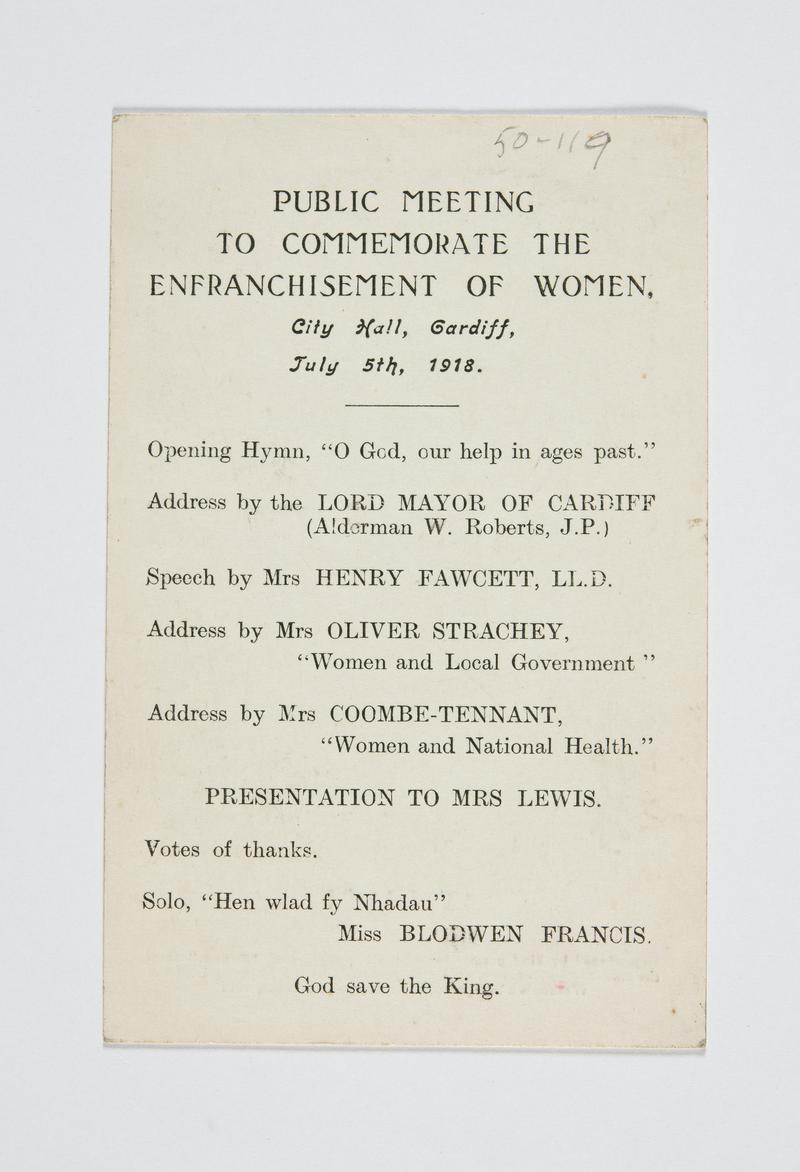 50-119
PUBLIC MEETING
TO COMMEMORATE THE
ENFRANCHISEMENT OF WOMEN,
City Hall, Cardiff,
July 5th, 1918.
Opening Hymn, “O God, our help in ages past.”
Address by the LORD MAYOR OF CARDIFF
(Alderman W. Roberts, J.P.)
Speech by Mrs HENRY FAWCETT, LL.D.
Address by Mrs OLIVER STRACHEY,
“Women and Local Government ”
Address by Mrs COOMBE-TENNANT,
“Women and National Health.”
PRESENTATION TO MRS LEWIS.
Votes of thanks.
Solo, “Hen wlad fy Nhadau”
Miss BLODWEN FRANCIS.
God save the King.